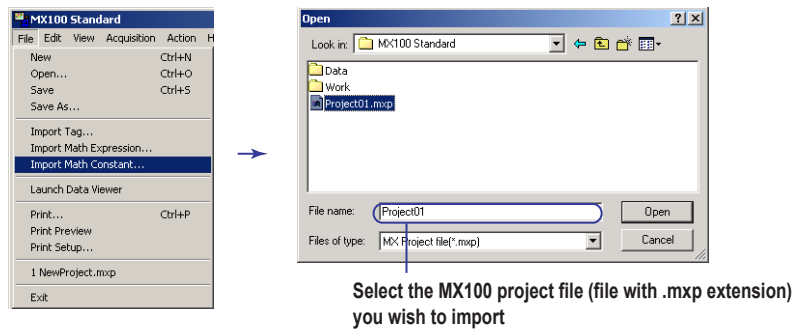 MX100 Standard
File Edit View Acquisition Action H
New Ctrl+N
Open... Ctrl+O
Save Ctrl+S
Save As...
Import Tag...
Import Math Expression...
Import Math Constant...
Launch Data Viewer
Print... Ctrl+P
Print Preview
Print Setup...
1 NewProject.mxp
Exit
Open
Look in: MX100 Standard
Data
Work
Project01.mxp
File name: Project01 Open
Files of type: MX Project file(*.mxp) Cancel
Select the MX100 project file (file with .mxp extension)
you wish to import